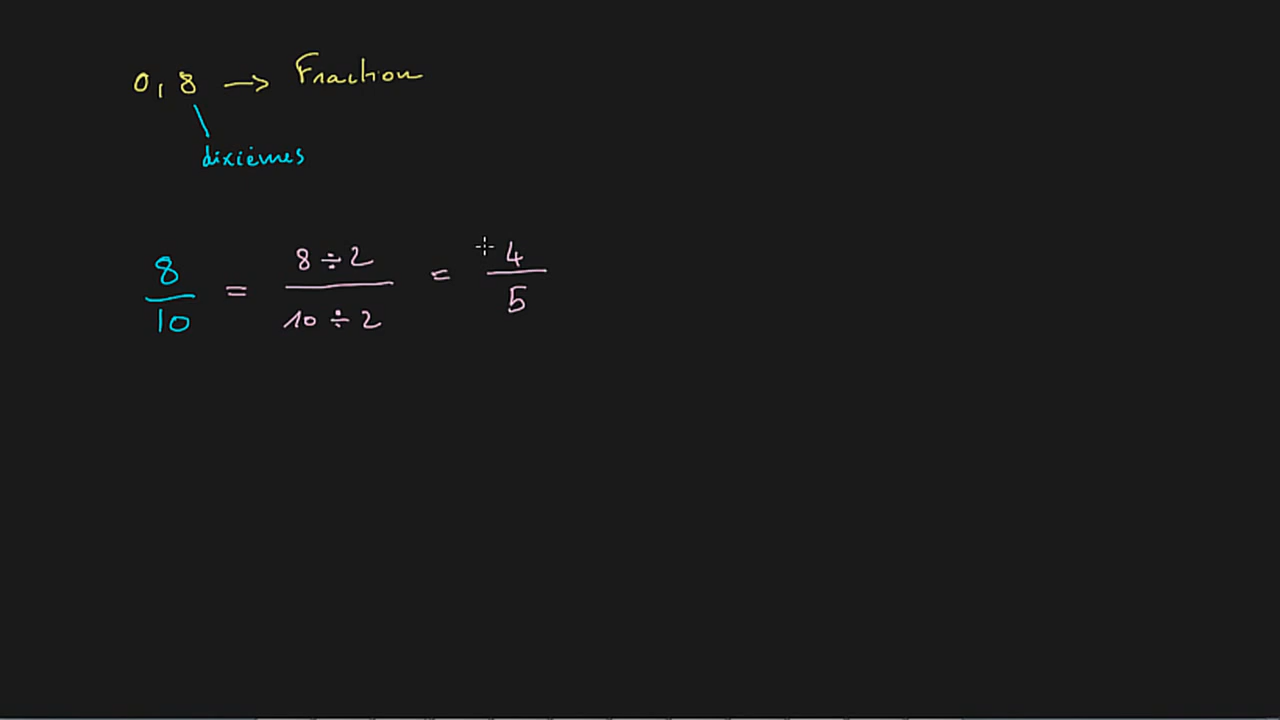 0,8 → Fraction
dixièmes
8/10 = 8÷2/10÷2 = 4/5